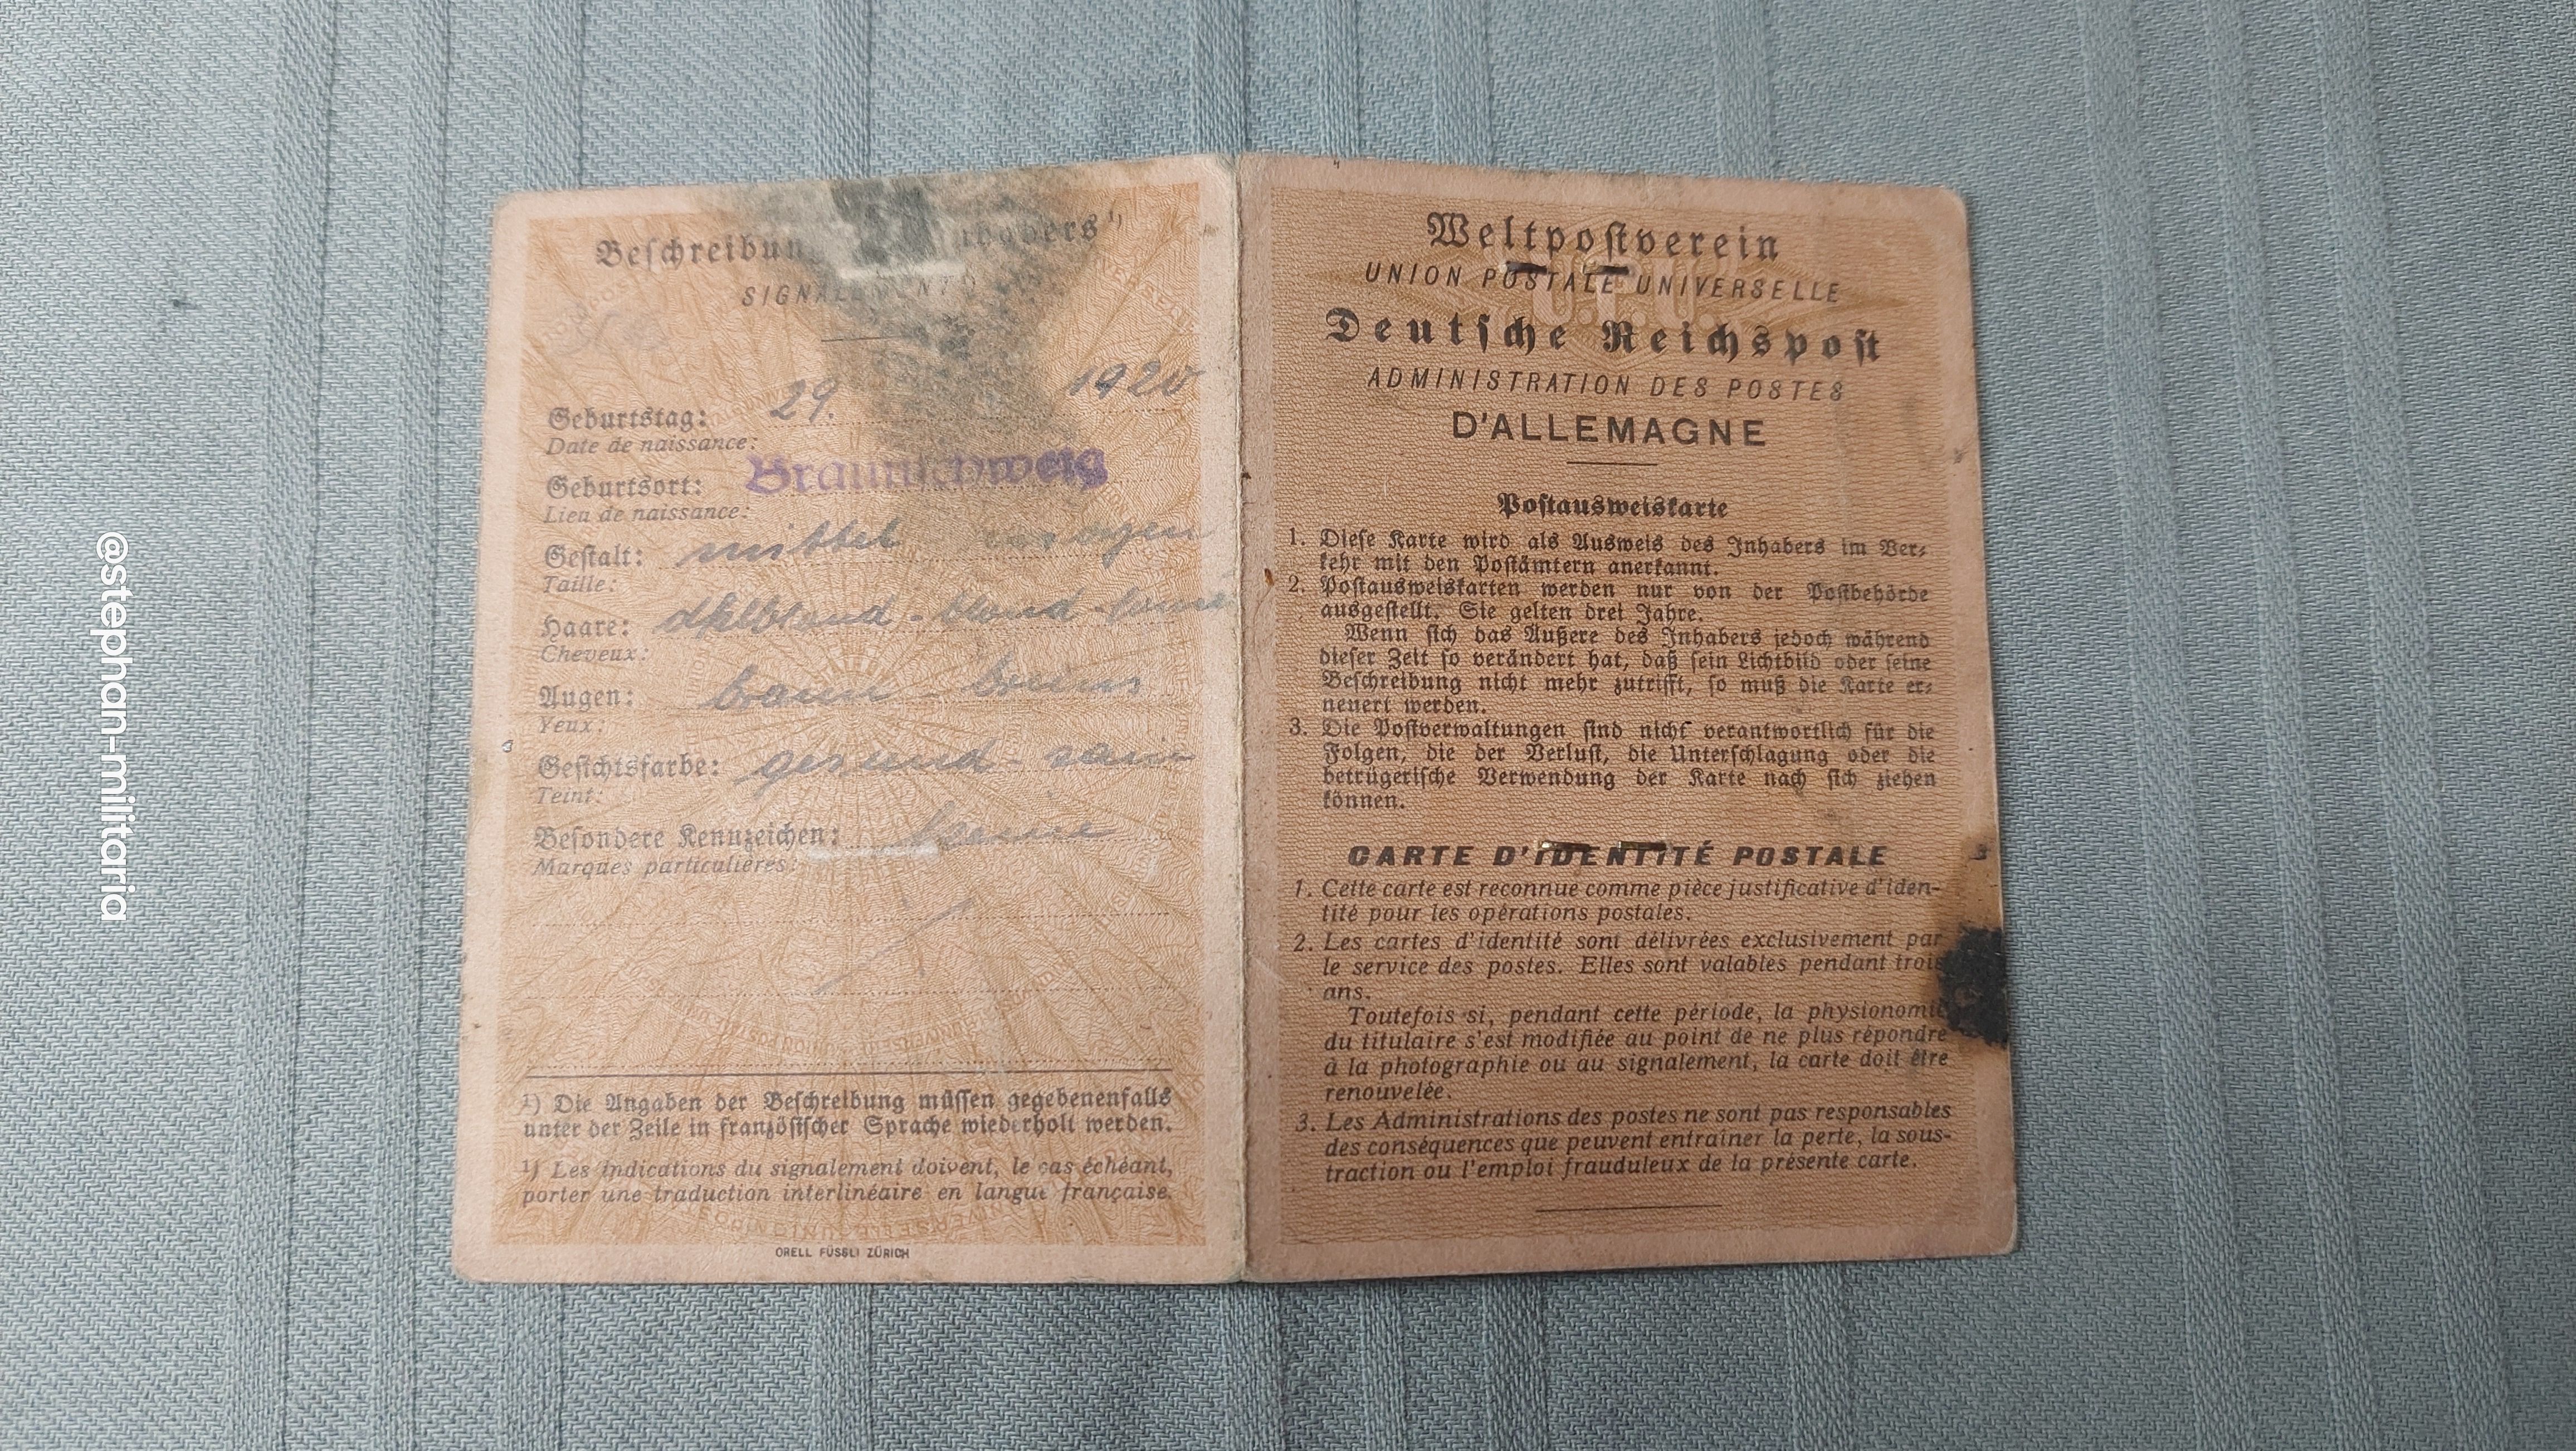 @stephan-militaria
Beschreibun nhabers¹)
SIGNALEMENT
Geburtstag: 29. 1920
Date de naissance:
Geburtsort: Braunschweig
Lieu de naissance:
Gestalt: mittel
Taille:
Haare: dklblond - blond
Cheveux:
Augen: braun - bruns
Yeux:
Gesichtsfarbe: gesund - sain
Teint:
Besondere Kennzeichen: keine
Marques particulières:
¹) Die Angaben der Beschreibung müssen gegebenenfalls
unter der Zeile in französischer Sprache wiederholt werden.
¹) Les indications du signalement doivent, le cas échéant,
porter une traduction interlinéaire en langue française.
ORELL FÜSSLI ZÜRICH
Weltpostverein
UNION POSTALE UNIVERSELLE
Deutsche Reichspost
ADMINISTRATION DES POSTES
D'ALLEMAGNE
Postausweiskarte
1. Diese Karte wird als Ausweis des Inhabers im Ver-
kehr mit den Postämtern anerkannt.
2. Postausweiskarten werden nur von der Postbehörde
ausgestellt. Sie gelten drei Jahre.
Wenn sich das Äußere des Inhabers jedoch während
dieser Zeit so verändert hat, daß sein Lichtbild oder seine
Beschreibung nicht mehr zutrifft, so muß die Karte er-
neuert werden.
3. Die Postverwaltungen sind nicht verantwortlich für die
Folgen, die der Verlust, die Unterschlagung oder die
betrügerische Verwendung der Karte nach sich ziehen
können.
CARTE D'IDENTITÉ POSTALE
1. Cette carte est reconnue comme pièce justificative d'iden-
tité pour les opérations postales.
2. Les cartes d'identité sont délivrées exclusivement par
le service des postes. Elles sont valables pendant trois
ans.
Toutefois si, pendant cette période, la physionomie
du titulaire s'est modifiée au point de ne plus répondre
à la photographie ou au signalement, la carte doit être
renouvelée.
3. Les Administrations des postes ne sont pas responsables
des conséquences que peuvent entraîner la perte, la sous-
traction ou l'emploi frauduleux de la présente carte.